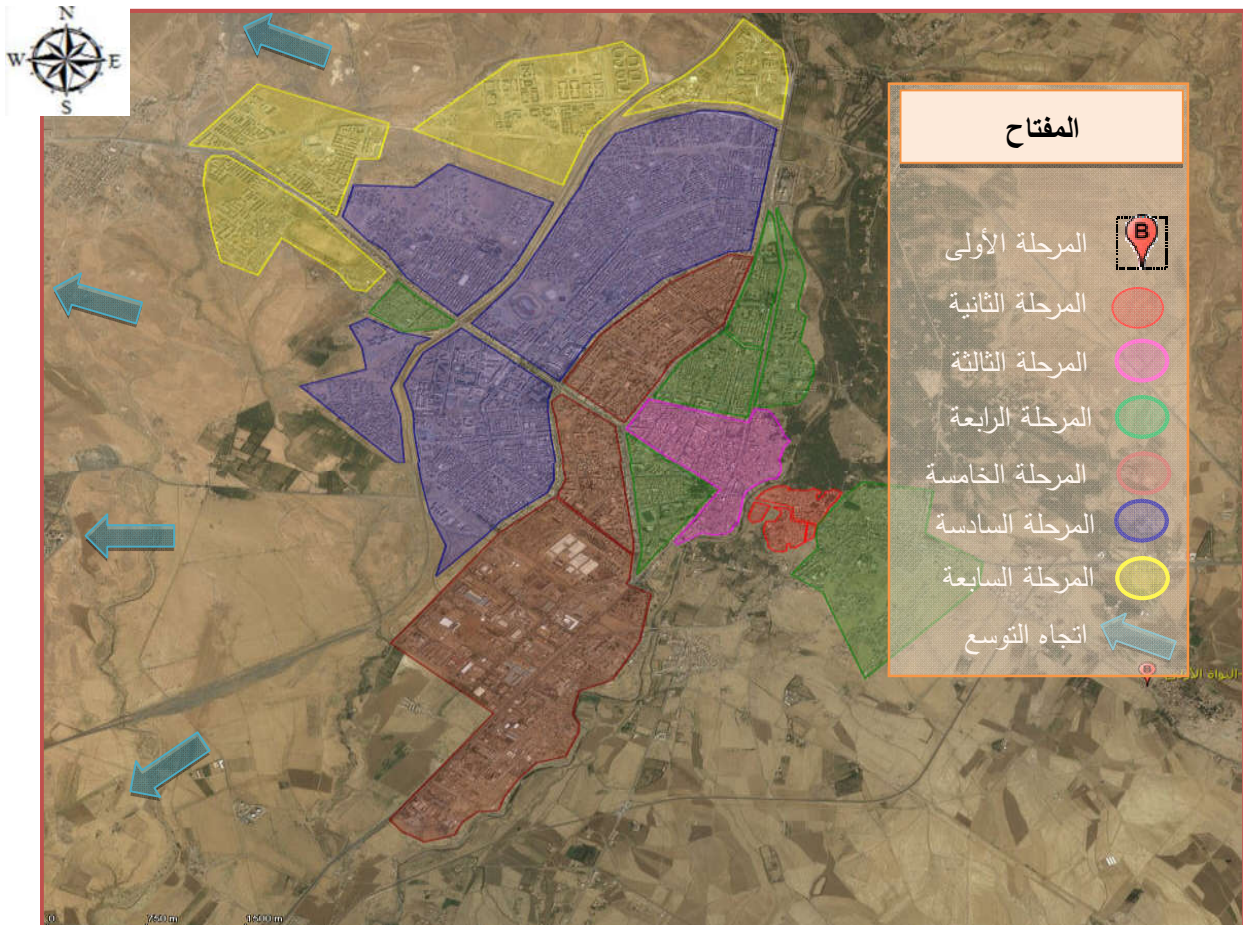 N
W E
S
المفتاح
المرحلة الأولى
B
المرحلة الثانية
المرحلة الثالثة
المرحلة الرابعة
المرحلة الخامسة
المرحلة السادسة
المرحلة السابعة
اتجاه التوسع
B
0 750 m 1500 m